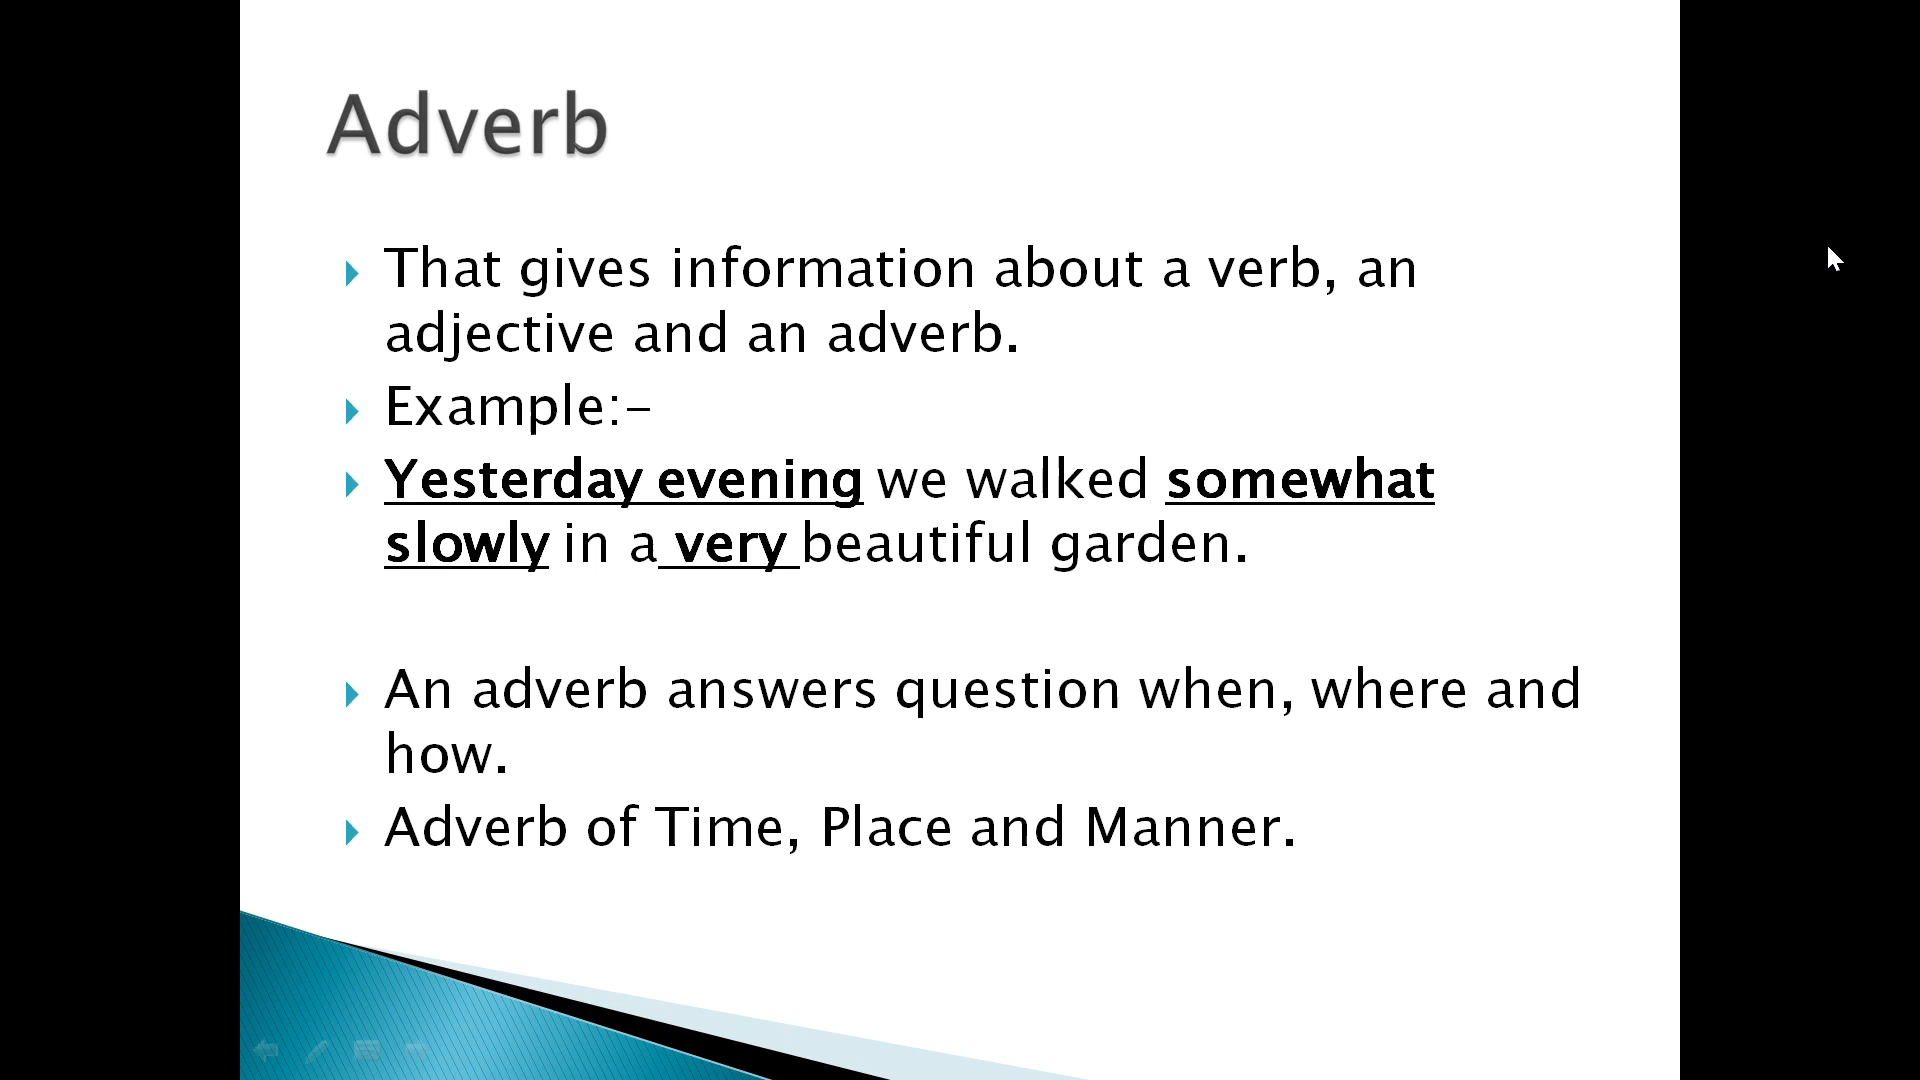 Adverb
That gives information about a verb, an
adjective and an adverb.
Example:-
Yesterday evening we walked somewhat
slowly in a very beautiful garden.
An adverb answers question when, where and
how.
Adverb of Time, Place and Manner.